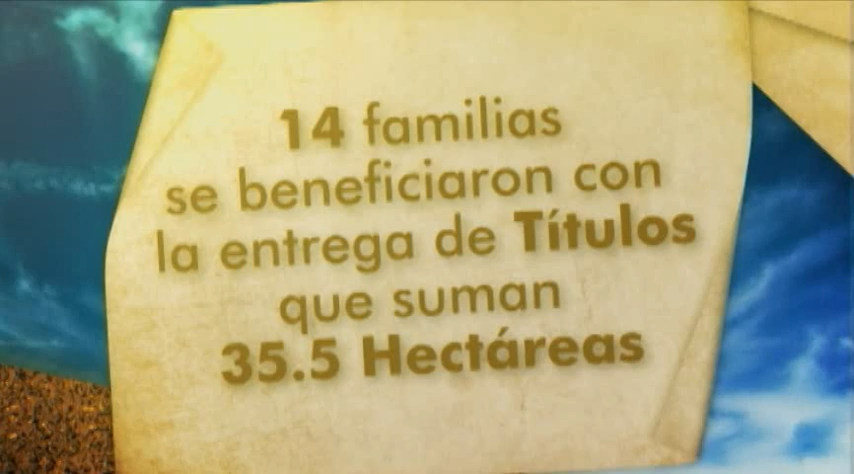 14 familias
se beneficiaron con
la entrega de Títulos
que suman
35.5 Hectáreas